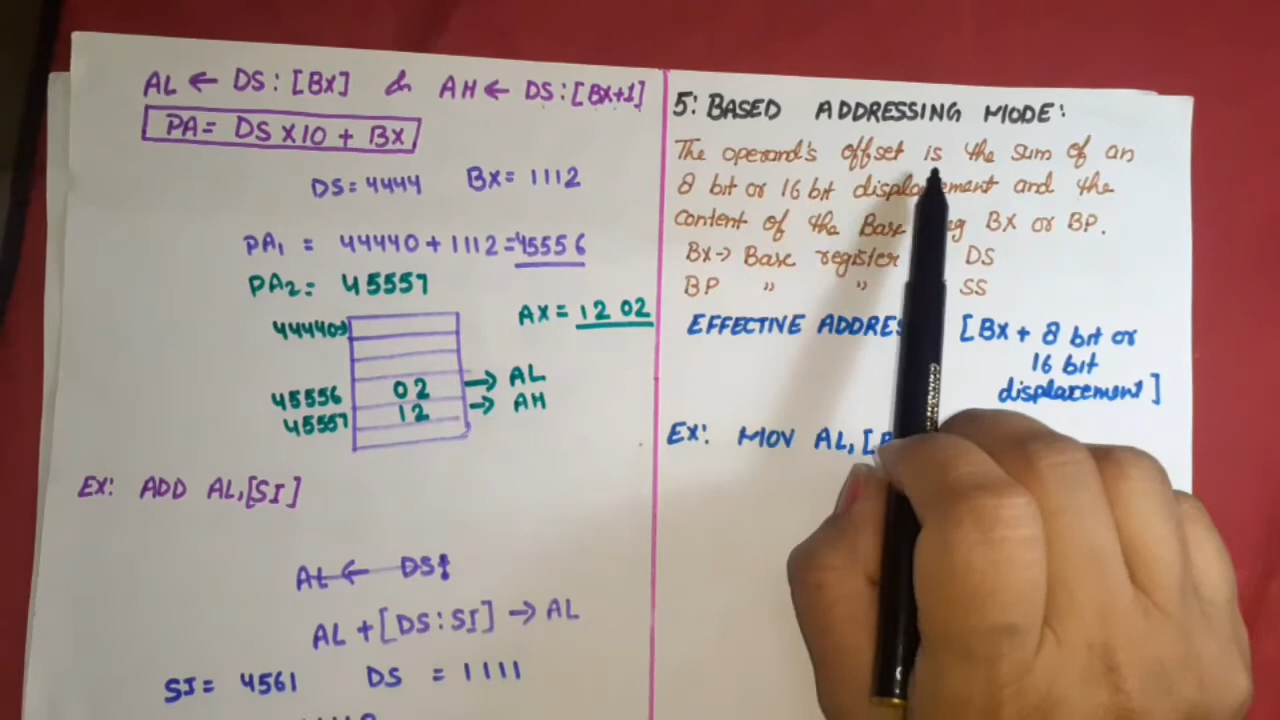 AL ← DS : [BX] & AH ← DS : [BX+1]
PA = DS X 10 + BX
DS = 4444 BX = 1112
PA1 = 44440 + 1112 = 45556
PA2 = 45557
AX = 12 02
44440
45556 02 → AL
45557 12 → AH
EX: ADD AL,[SI]
AL ← DS:
AL + [DS : SI] → AL
SI = 4561 DS = 1111
5: BASED ADDRESSING MODE :
The operand's offset is the sum of an
8 bit or 16 bit displacement and the
content of the Base BX or BP.
BX → Base register DS
BP " " SS
EFFECTIVE [BX + 8 bit or
16 bit
displacement]
EX: MOV AL, [